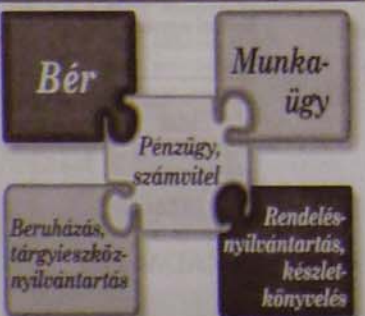 Bér
Munka-
ügy
Pénzügy,
számvitel
Beruházás,
tárgyieszköz-
nyilvántartás
Rendelés-
nyilvántartás,
készlet-
könyvelés